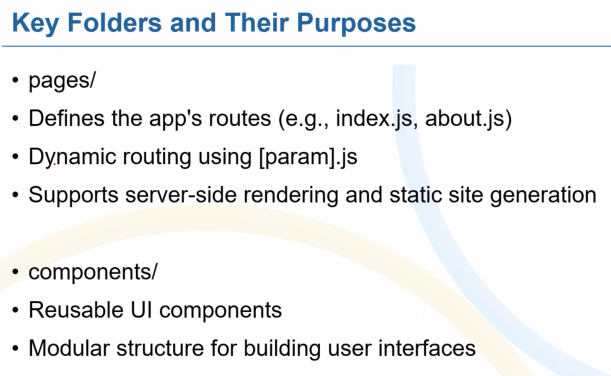 Key Folders and Their Purposes
• pages/
• Defines the app's routes (e.g., index.js, about.js)
• Dynamic routing using [param].js
• Supports server-side rendering and static site generation
• components/
• Reusable UI components
• Modular structure for building user interfaces